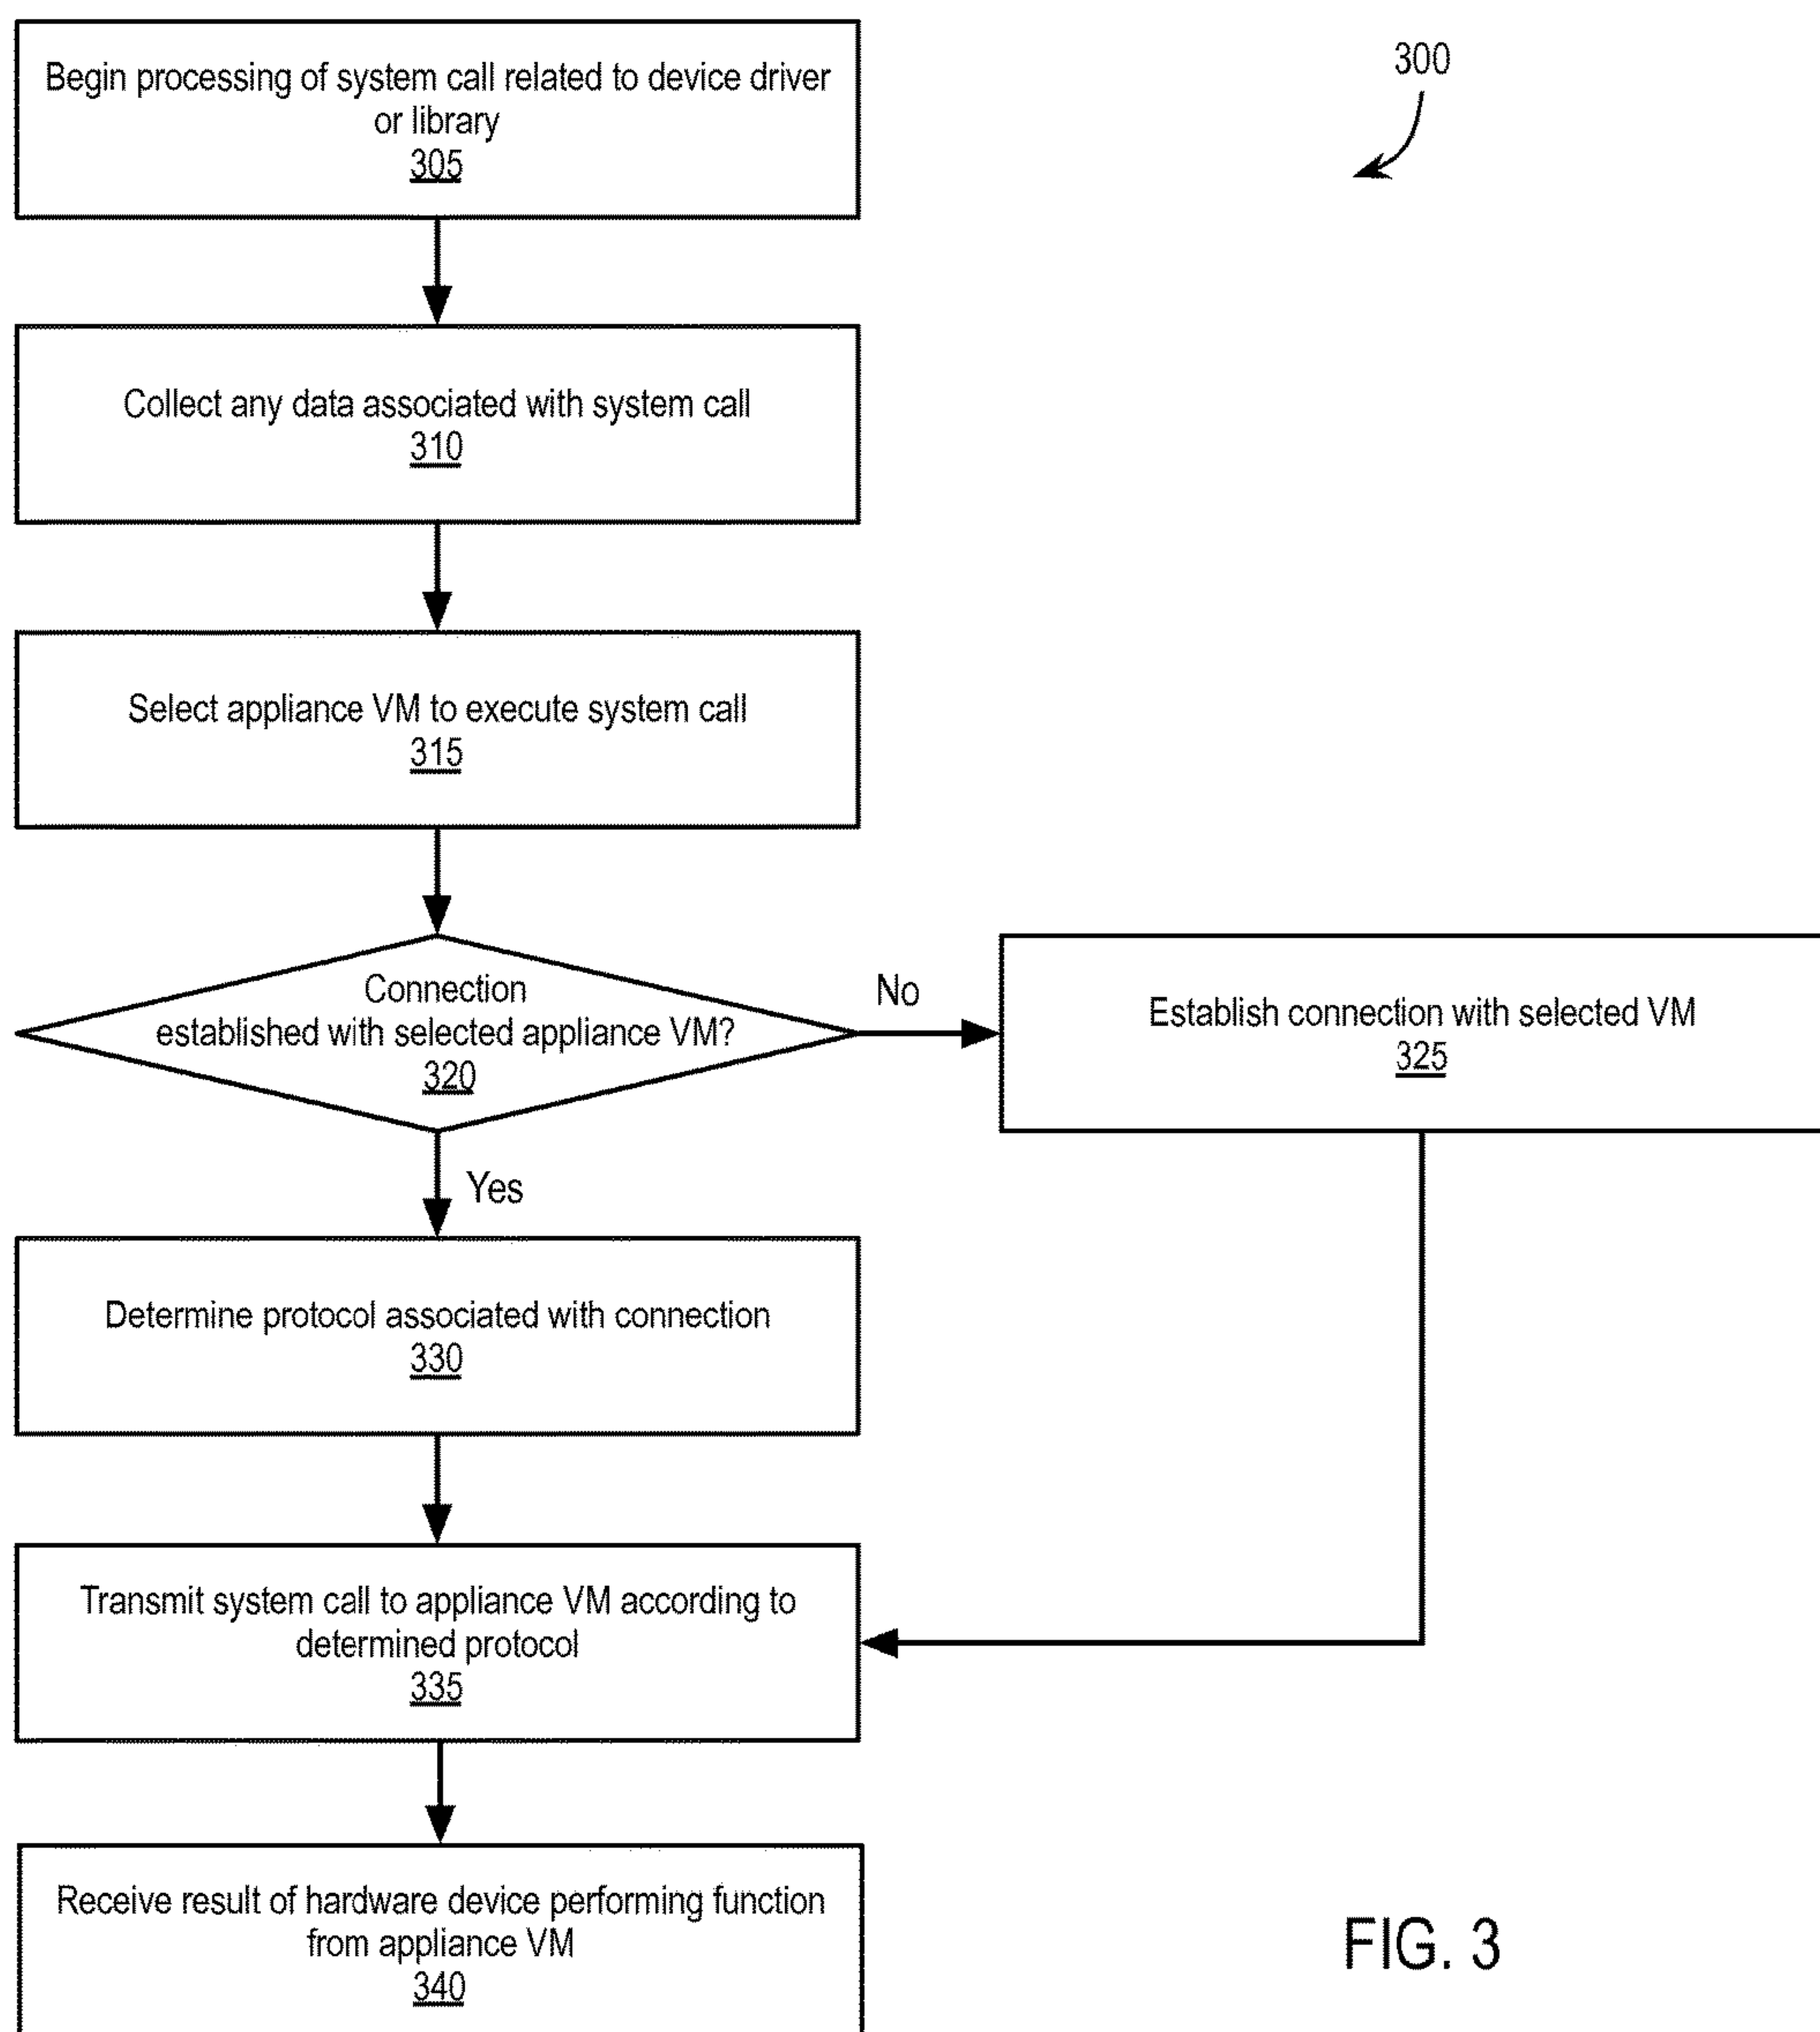 Begin processing of system call related to device driver
or library
305
300
Collect any data associated with system call
310
Select appliance VM to execute system call
315
Connection
established with selected appliance VM?
320
No
Establish connection with selected VM
325
Yes
Determine protocol associated with connection
330
Transmit system call to appliance VM according to
determined protocol
335
Receive result of hardware device performing function
from appliance VM
340
FIG. 3